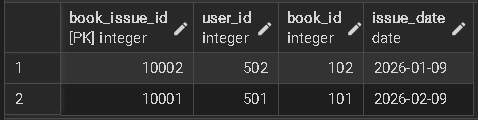 book_issue_id user_id book_id issue_date
[PK] integer integer integer date
1 10002 502 102 2026-01-09
2 10001 501 101 2026-02-09